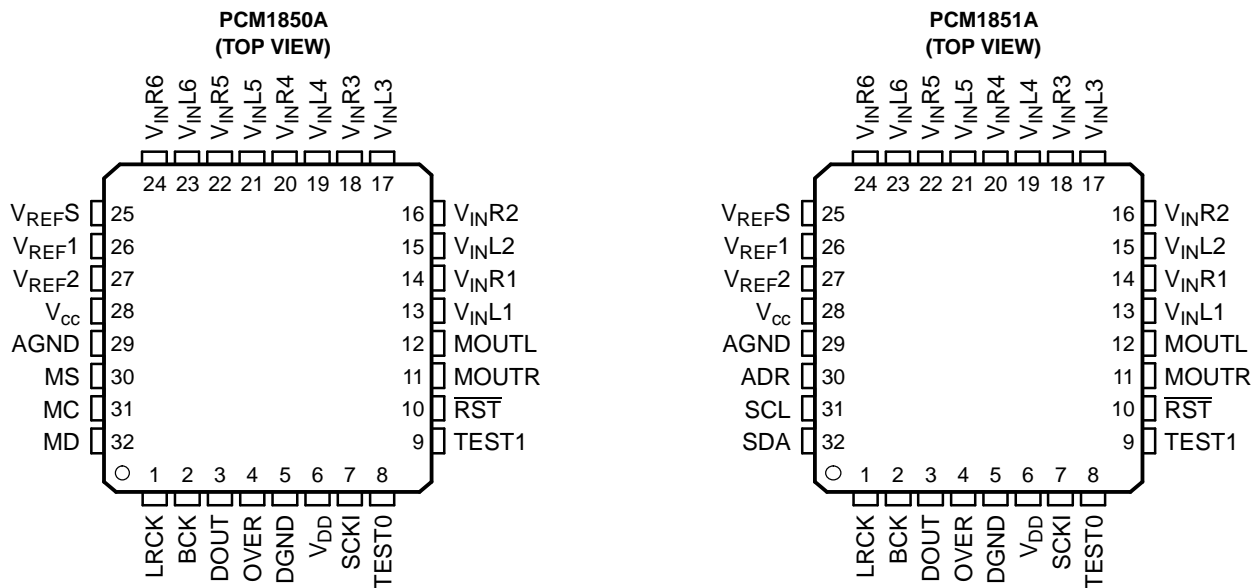 PCM1850A
(TOP VIEW)
VINR6
VINL6
VINR5
VINL5
VINR4
VINL4
VINR3
VINL3
24 23 22 21 20 19 18 17
VREFS 25 16 VINR2
VREF1 26 15 VINL2
VREF2 27 14 VINR1
Vcc 28 13 VINL1
AGND 29 12 MOUTL
MS 30 11 MOUTR
MC 31 10 RST
MD 32 9 TEST1
1 2 3 4 5 6 7 8
LRCK
BCK
DOUT
OVER
DGND
VDD
SCKI
TEST0
PCM1851A
(TOP VIEW)
VINR6
VINL6
VINR5
VINL5
VINR4
VINL4
VINR3
VINL3
24 23 22 21 20 19 18 17
VREFS 25 16 VINR2
VREF1 26 15 VINL2
VREF2 27 14 VINR1
Vcc 28 13 VINL1
AGND 29 12 MOUTL
ADR 30 11 MOUTR
SCL 31 10 RST
SDA 32 9 TEST1
1 2 3 4 5 6 7 8
LRCK
BCK
DOUT
OVER
DGND
VDD
SCKI
TEST0